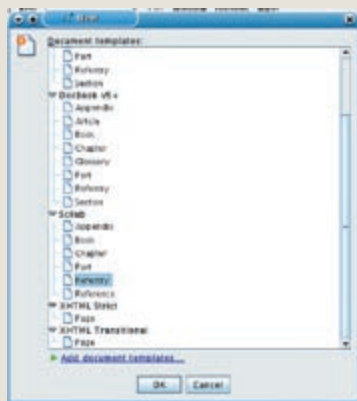 Document templates:
Part
Refentry
Section
DocBook v5+
Appendix
Article
Book
Chapter
Glossary
Part
Refentry
Section
Scilab
Appendix
Book
Chapter
Part
Refentry
Reference
XHTML Strict
Page
XHTML Transitional
Page
Add document templates...
OK Cancel